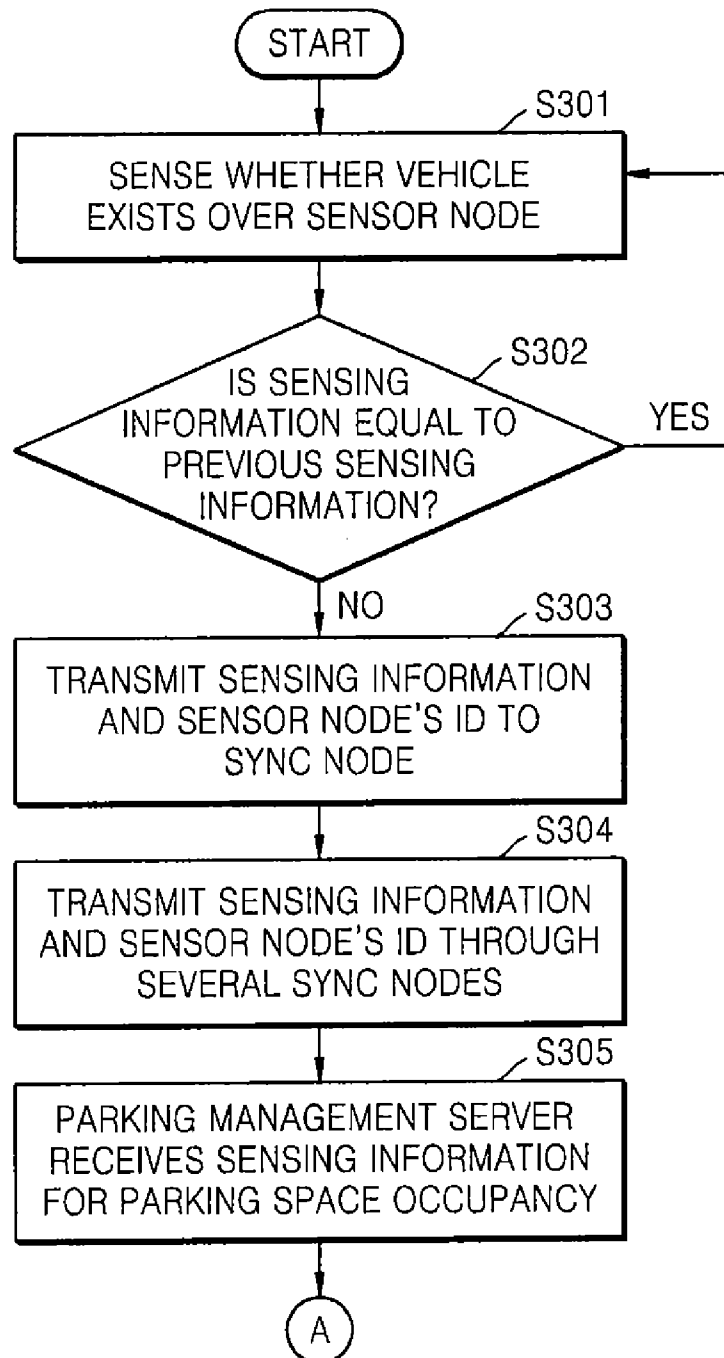 START
S301
SENSE WHETHER VEHICLE
EXISTS OVER SENSOR NODE
S302
IS SENSING
INFORMATION EQUAL TO
PREVIOUS SENSING
INFORMATION?
YES
NO
S303
TRANSMIT SENSING INFORMATION
AND SENSOR NODE'S ID TO
SYNC NODE
S304
TRANSMIT SENSING INFORMATION
AND SENSOR NODE'S ID THROUGH
SEVERAL SYNC NODES
S305
PARKING MANAGEMENT SERVER
RECEIVES SENSING INFORMATION
FOR PARKING SPACE OCCUPANCY
A